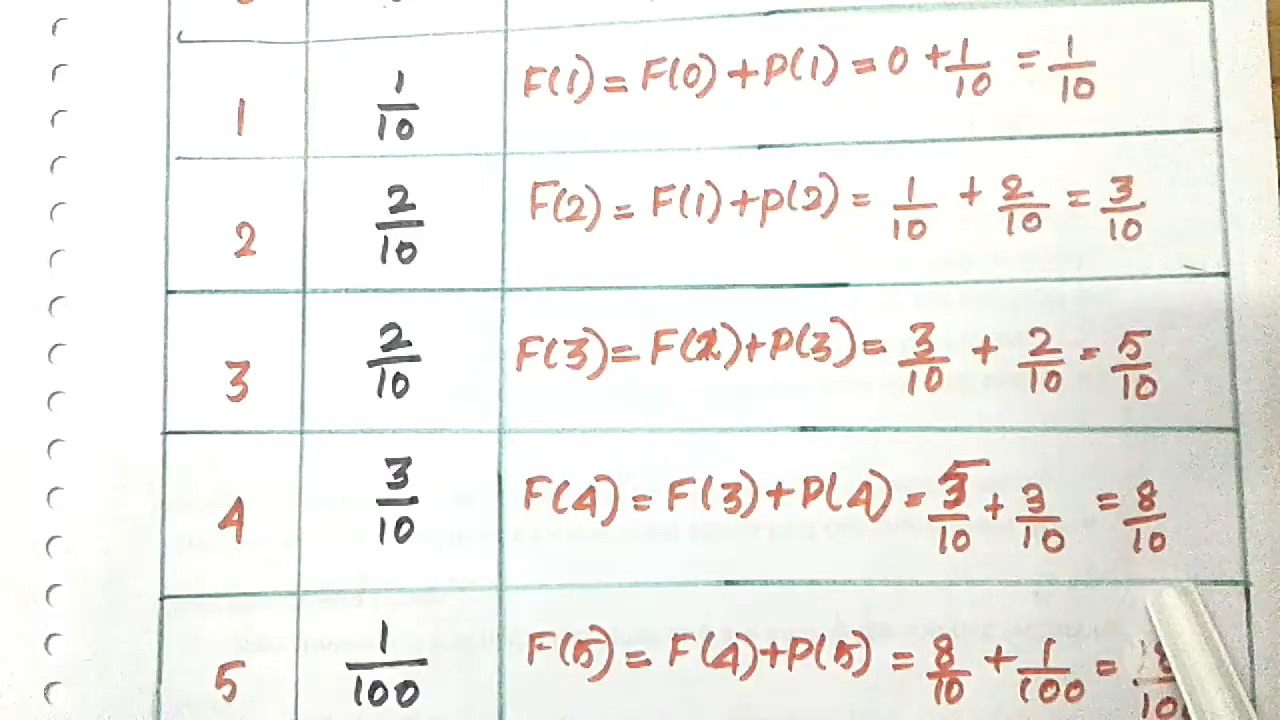 1 1/10 F(1) = F(0) + P(1) = 0 + 1/10 = 1/10
2 2/10 F(2) = F(1) + P(2) = 1/10 + 2/10 = 3/10
3 2/10 F(3) = F(2) + P(3) = 3/10 + 2/10 = 5/10
4 3/10 F(4) = F(3) + P(4) = 5/10 + 3/10 = 8/10
5 1/100 F(5) = F(4) + P(5) = 8/10 + 1/100 =